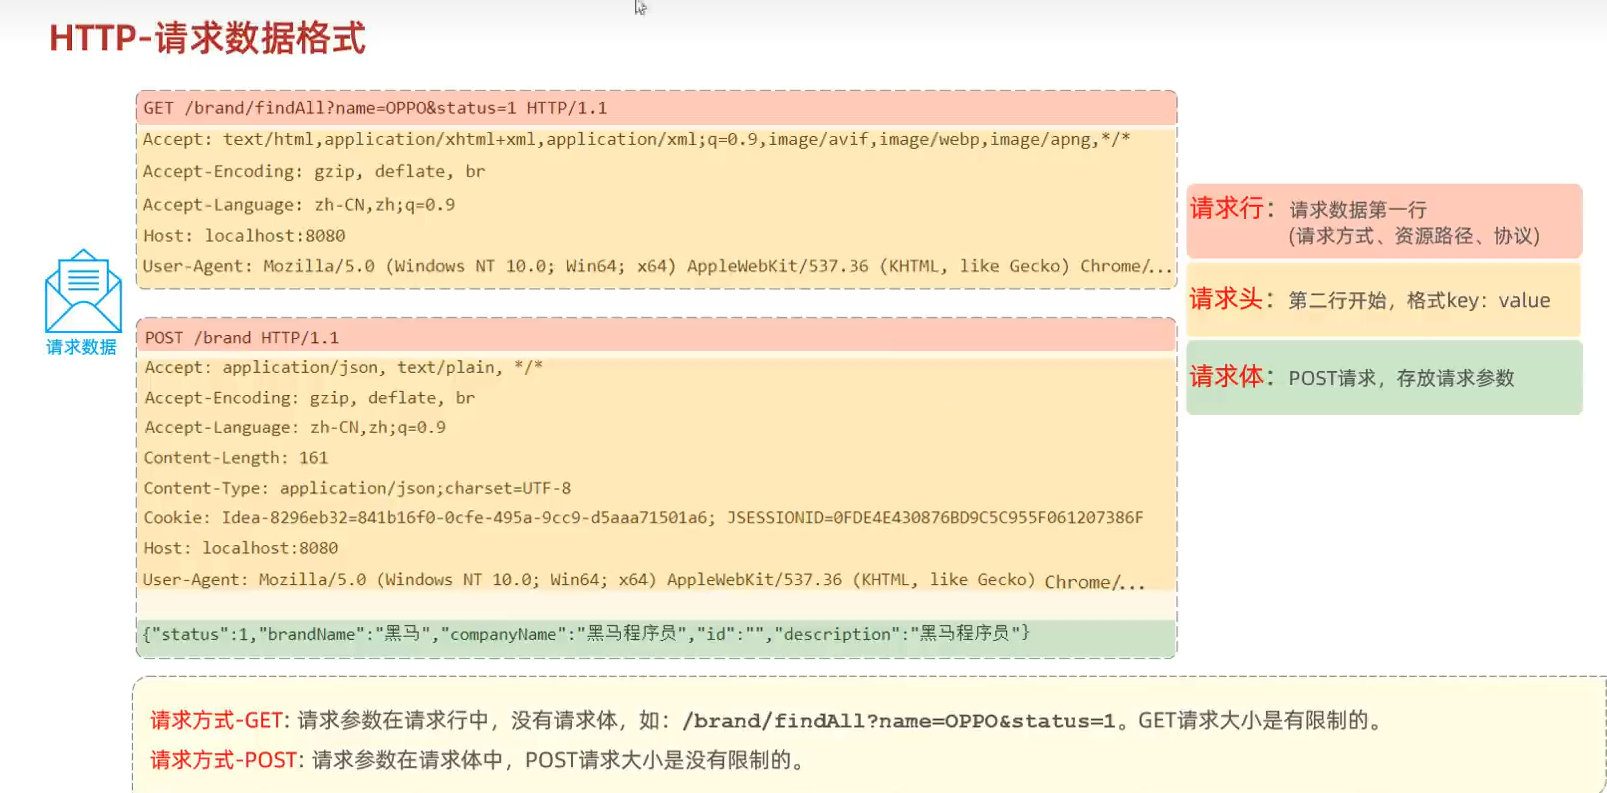 HTTP-请求数据格式
GET /brand/findAll?name=OPPO&status=1 HTTP/1.1
Accept: text/html,application/xhtml+xml,application/xml;q=0.9,image/avif,image/webp,image/apng,*/*
Accept-Encoding: gzip, deflate, br
Accept-Language: zh-CN,zh;q=0.9
Host: localhost:8080
User-Agent: Mozilla/5.0 (Windows NT 10.0; Win64; x64) AppleWebKit/537.36 (KHTML, like Gecko) Chrome/...
请求数据
POST /brand HTTP/1.1
Accept: application/json, text/plain, */*
Accept-Encoding: gzip, deflate, br
Accept-Language: zh-CN,zh;q=0.9
Content-Length: 161
Content-Type: application/json;charset=UTF-8
Cookie: Idea-8296eb32=841b16f0-0cfe-495a-9cc9-d5aaa71501a6; JSESSIONID=0FDE4E430876BD9C5C955F061207386F
Host: localhost:8080
User-Agent: Mozilla/5.0 (Windows NT 10.0; Win64; x64) AppleWebKit/537.36 (KHTML, like Gecko) Chrome/...
{"status":1,"brandName":"黑马","companyName":"黑马程序员","id":"","description":"黑马程序员"}
请求行：请求数据第一行
(请求方式、资源路径、协议)
请求头：第二行开始，格式key：value
请求体：POST请求，存放请求参数
请求方式-GET: 请求参数在请求行中，没有请求体，如：/brand/findAll?name=OPPO&status=1。GET请求大小是有限制的。
请求方式-POST: 请求参数在请求体中，POST请求大小是没有限制的。